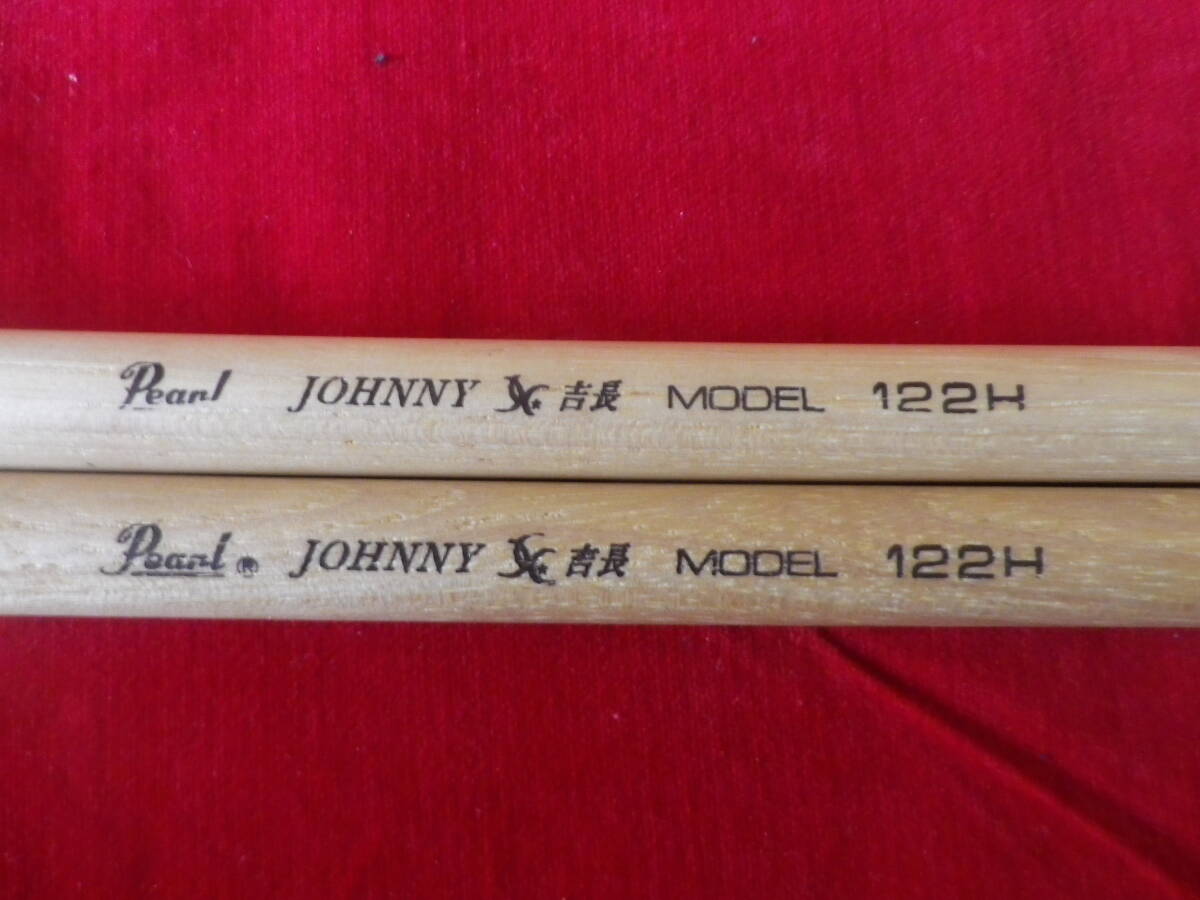 Pearl JOHNNY 吉長 MODEL 122H
Pearl® JOHNNY 吉長 MODEL 122H